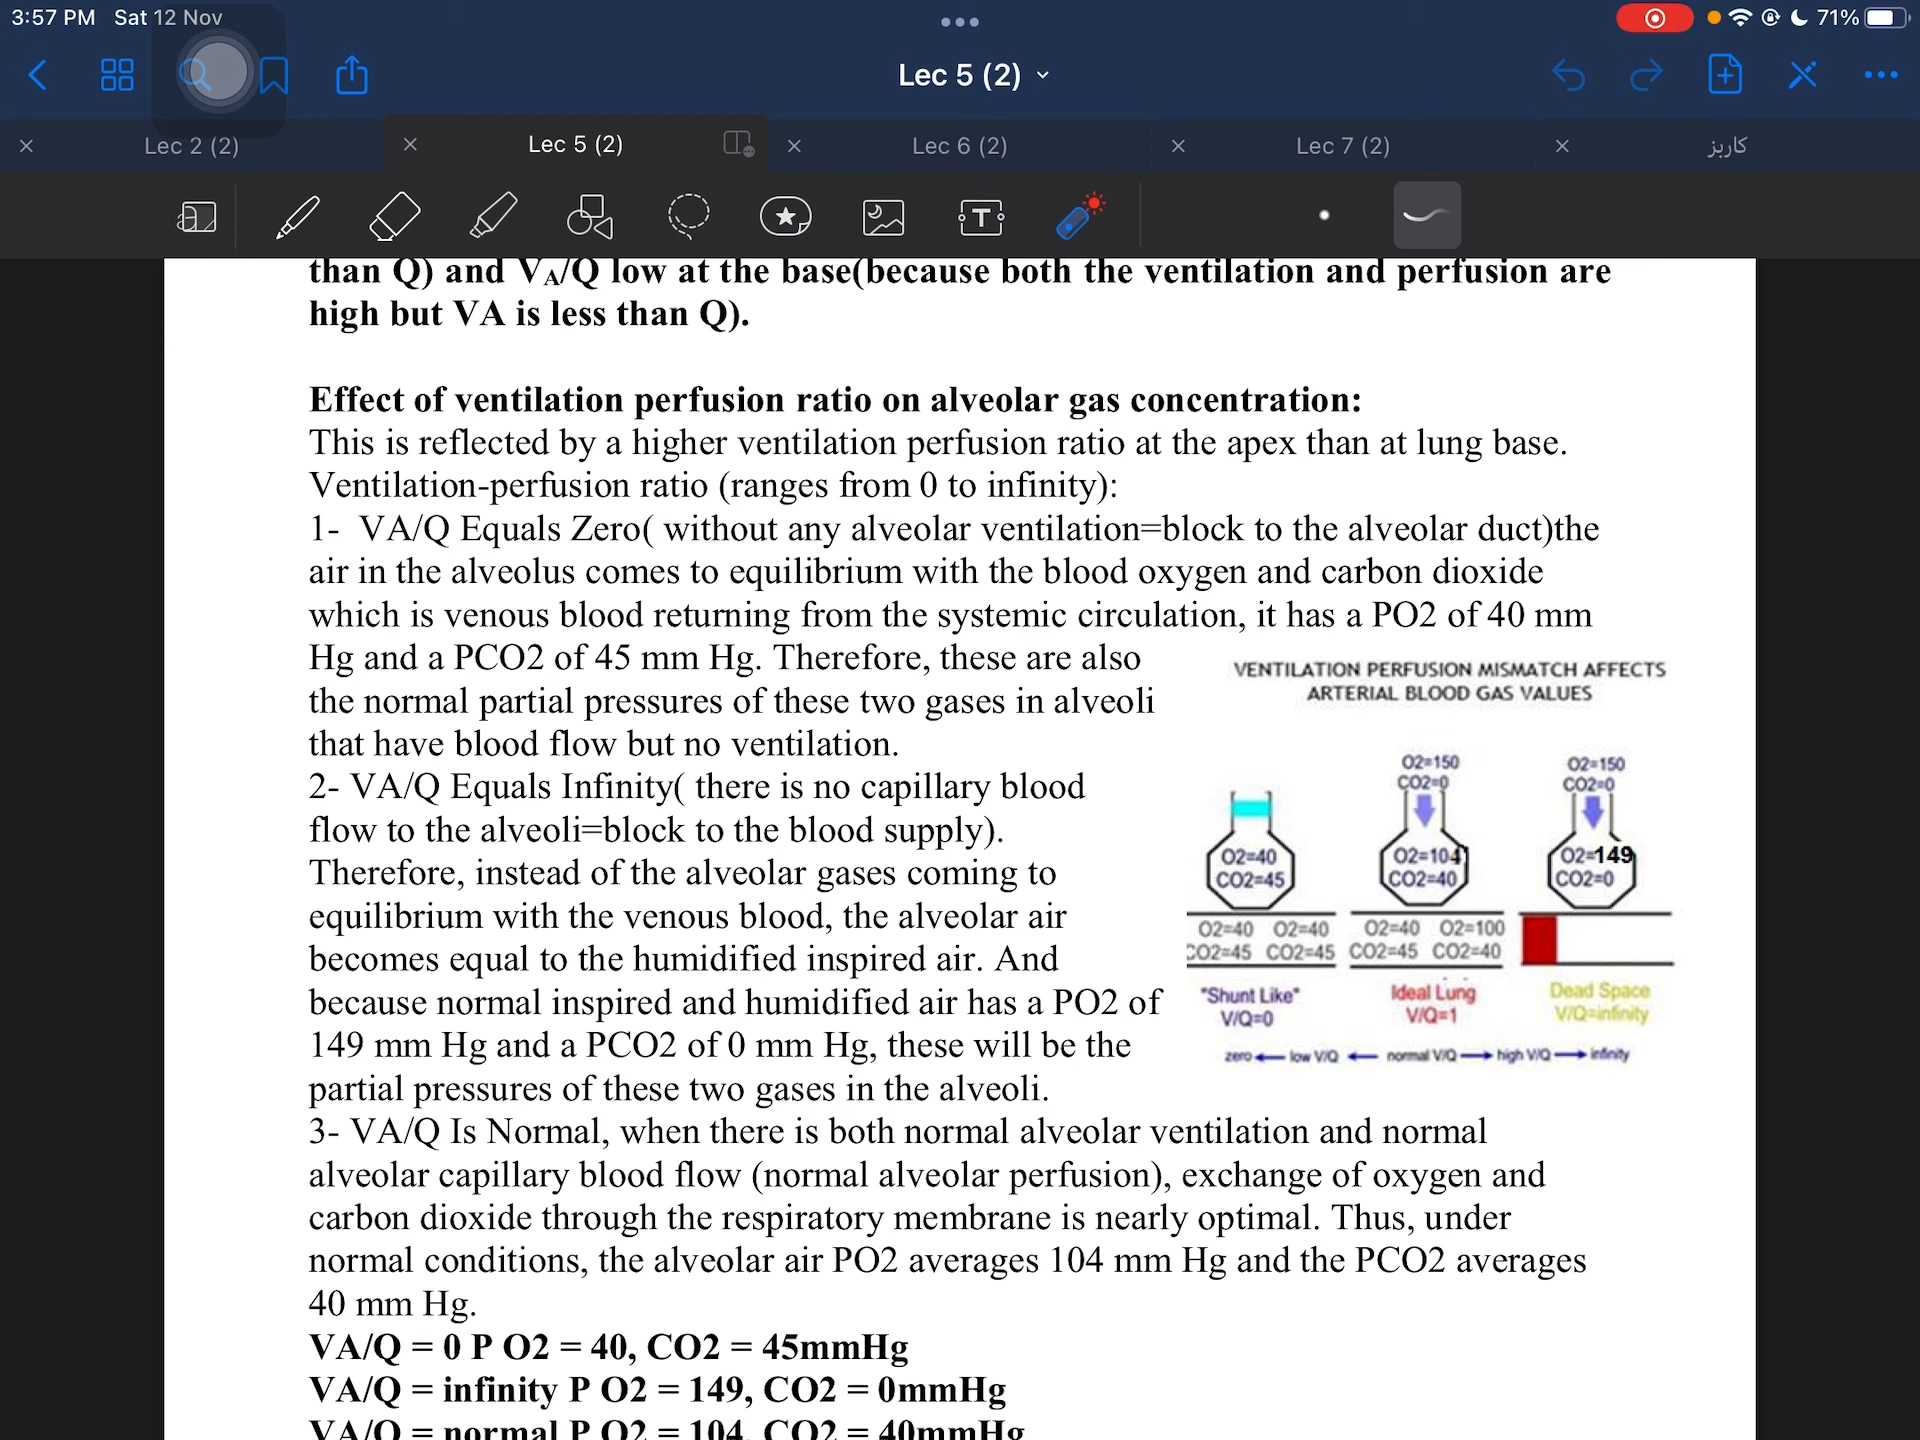 3:57 PM Sat 12 Nov
71%
Lec 5 (2)
Lec 2 (2)
Lec 5 (2)
Lec 6 (2)
Lec 7 (2)
كاربز
than Q) and VA/Q low at the base(because both the ventilation and perfusion are
high but VA is less than Q).
Effect of ventilation perfusion ratio on alveolar gas concentration:
This is reflected by a higher ventilation perfusion ratio at the apex than at lung base.
Ventilation-perfusion ratio (ranges from 0 to infinity):
1- VA/Q Equals Zero( without any alveolar ventilation=block to the alveolar duct)the
air in the alveolus comes to equilibrium with the blood oxygen and carbon dioxide
which is venous blood returning from the systemic circulation, it has a PO2 of 40 mm
Hg and a PCO2 of 45 mm Hg. Therefore, these are also
the normal partial pressures of these two gases in alveoli
that have blood flow but no ventilation.
2- VA/Q Equals Infinity( there is no capillary blood
flow to the alveoli=block to the blood supply).
Therefore, instead of the alveolar gases coming to
equilibrium with the venous blood, the alveolar air
becomes equal to the humidified inspired air. And
because normal inspired and humidified air has a PO2 of
149 mm Hg and a PCO2 of 0 mm Hg, these will be the
partial pressures of these two gases in the alveoli.
VENTILATION PERFUSION MISMATCH AFFECTS
ARTERIAL BLOOD GAS VALUES
O2=150
CO2=0
O2=150
CO2=0
O2=40
CO2=45
O2=104
CO2=40
O2=149
CO2=0
O2=40 O2=40
CO2=45 CO2=45
O2=40 O2=100
CO2=45 CO2=40
"Shunt Like"
V/Q=0
Ideal Lung
V/Q=1
Dead Space
V/Q=infinity
zero low V/Q normal V/Q high V/Q infinity
3- VA/Q Is Normal, when there is both normal alveolar ventilation and normal
alveolar capillary blood flow (normal alveolar perfusion), exchange of oxygen and
carbon dioxide through the respiratory membrane is nearly optimal. Thus, under
normal conditions, the alveolar air PO2 averages 104 mm Hg and the PCO2 averages
40 mm Hg.
VA/Q = 0 P O2 = 40, CO2 = 45mmHg
VA/Q = infinity P O2 = 149, CO2 = 0mmHg
VA/Q = normal P O2 = 104, CO2 = 40mmHg